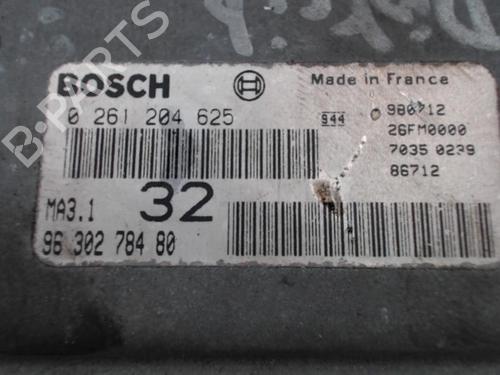 B-PARTS
BOSCH
Made in France
0 261 204 625
944
980712
26FM0000
7035 0239
86712
MA3.1
32
96 302 784 80